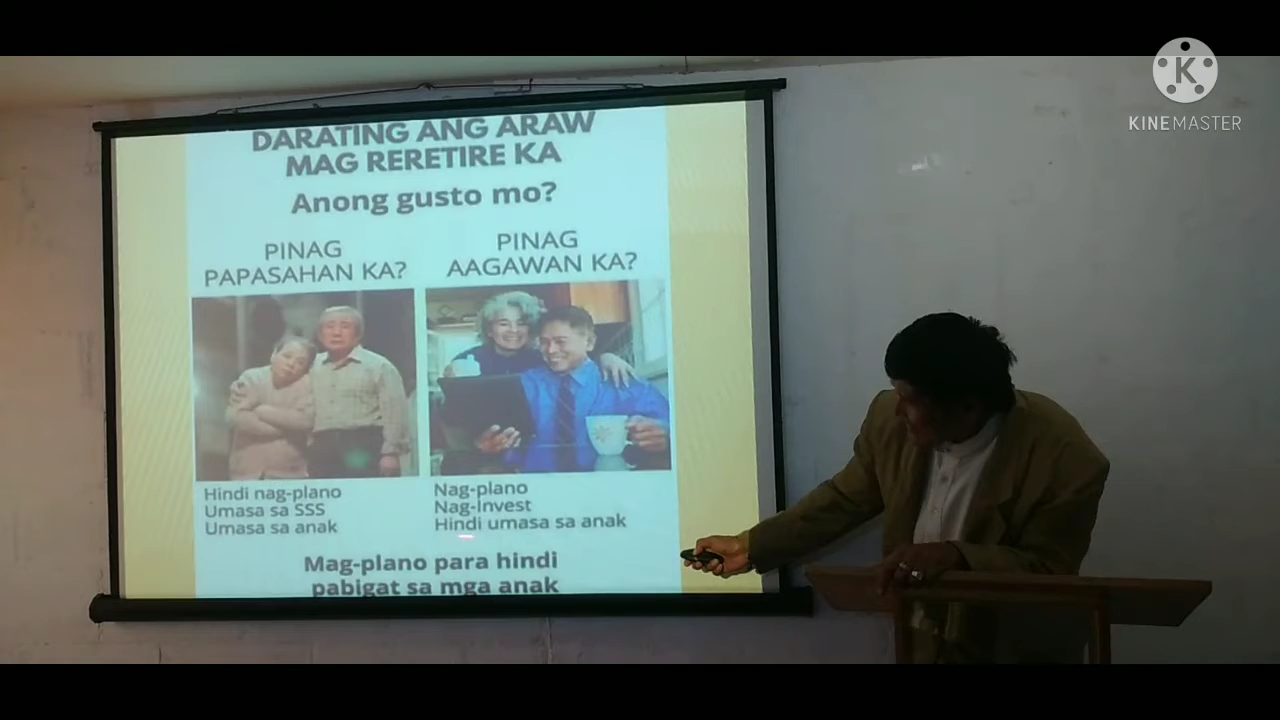 DARATING ANG ARAW
MAG RERETIRE KA
Anong gusto mo?
PINAG
PAPASAHAN KA?
PINAG
AAGAWAN KA?
Hindi nag-plano
Umasa sa SSS
Umasa sa anak
Nag-plano
Nag-Invest
Hindi umasa sa anak
Mag-plano para hindi
pabigat sa mga anak
K
KINEMASTER